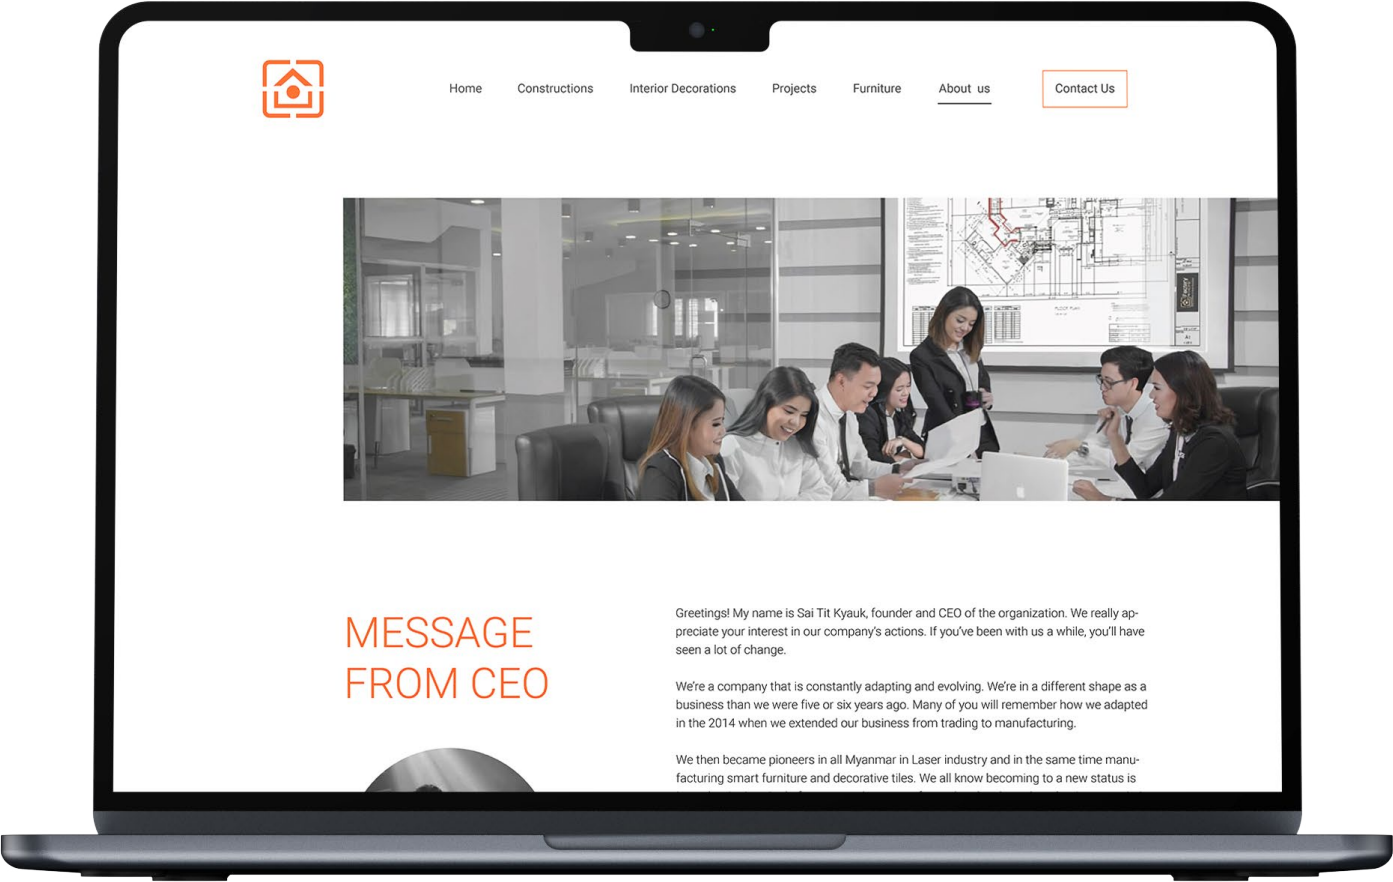 Home Constructions Interior Decorations Projects Furniture About us Contact Us
FLOOR PLAN
MESSAGE
FROM CEO
Greetings! My name is Sai Tit Kyauk, founder and CEO of the organization. We really ap-
preciate your interest in our company's actions. If you've been with us a while, you'll have
seen a lot of change.
We're a company that is constantly adapting and evolving. We're in a different shape as a
business than we were five or six years ago. Many of you will remember how we adapted
in the 2014 when we extended our business from trading to manufacturing.
We then became pioneers in all Myanmar in Laser industry and in the same time manu-
facturing smart furniture and decorative tiles. We all know becoming to a new status is